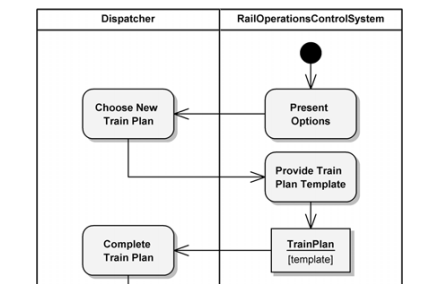 Dispatcher
RailOperationsControlSystem
Choose New
Train Plan
Present
Options
Provide Train
Plan Template
Complete
Train Plan
TrainPlan
[template]